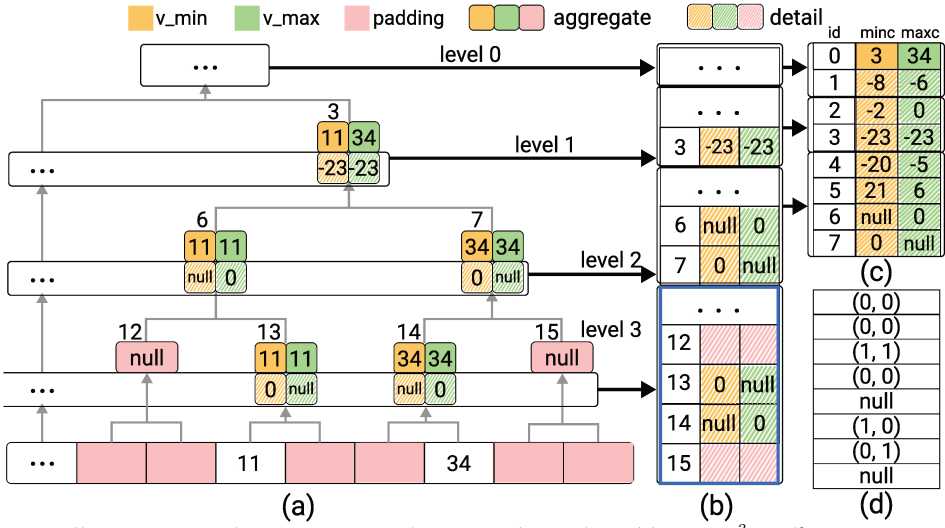 v_min v_max padding aggregate detail
id minc maxc
... level 0 ...
0 3 34
1 -8 -6
2 -2 0
3 -23 -23
4 -20 -5
5 21 6
6 null 0
7 0 null
(c)
3
11 34
... -23 -23 level 1
...
3 -23 -23
6 7
11 11 34 34
... null 0 0 null level 2
...
6 null 0
7 0 null
12 13 14 15 level 3
null 11 11 34 34 null
... 0 null null 0
...
12
13 0 null
14 null 0
15
... 11 34
(a) (b)
(0, 0)
(0, 0)
(1, 1)
(0, 0)
null
(1, 0)
(0, 1)
null
(d)